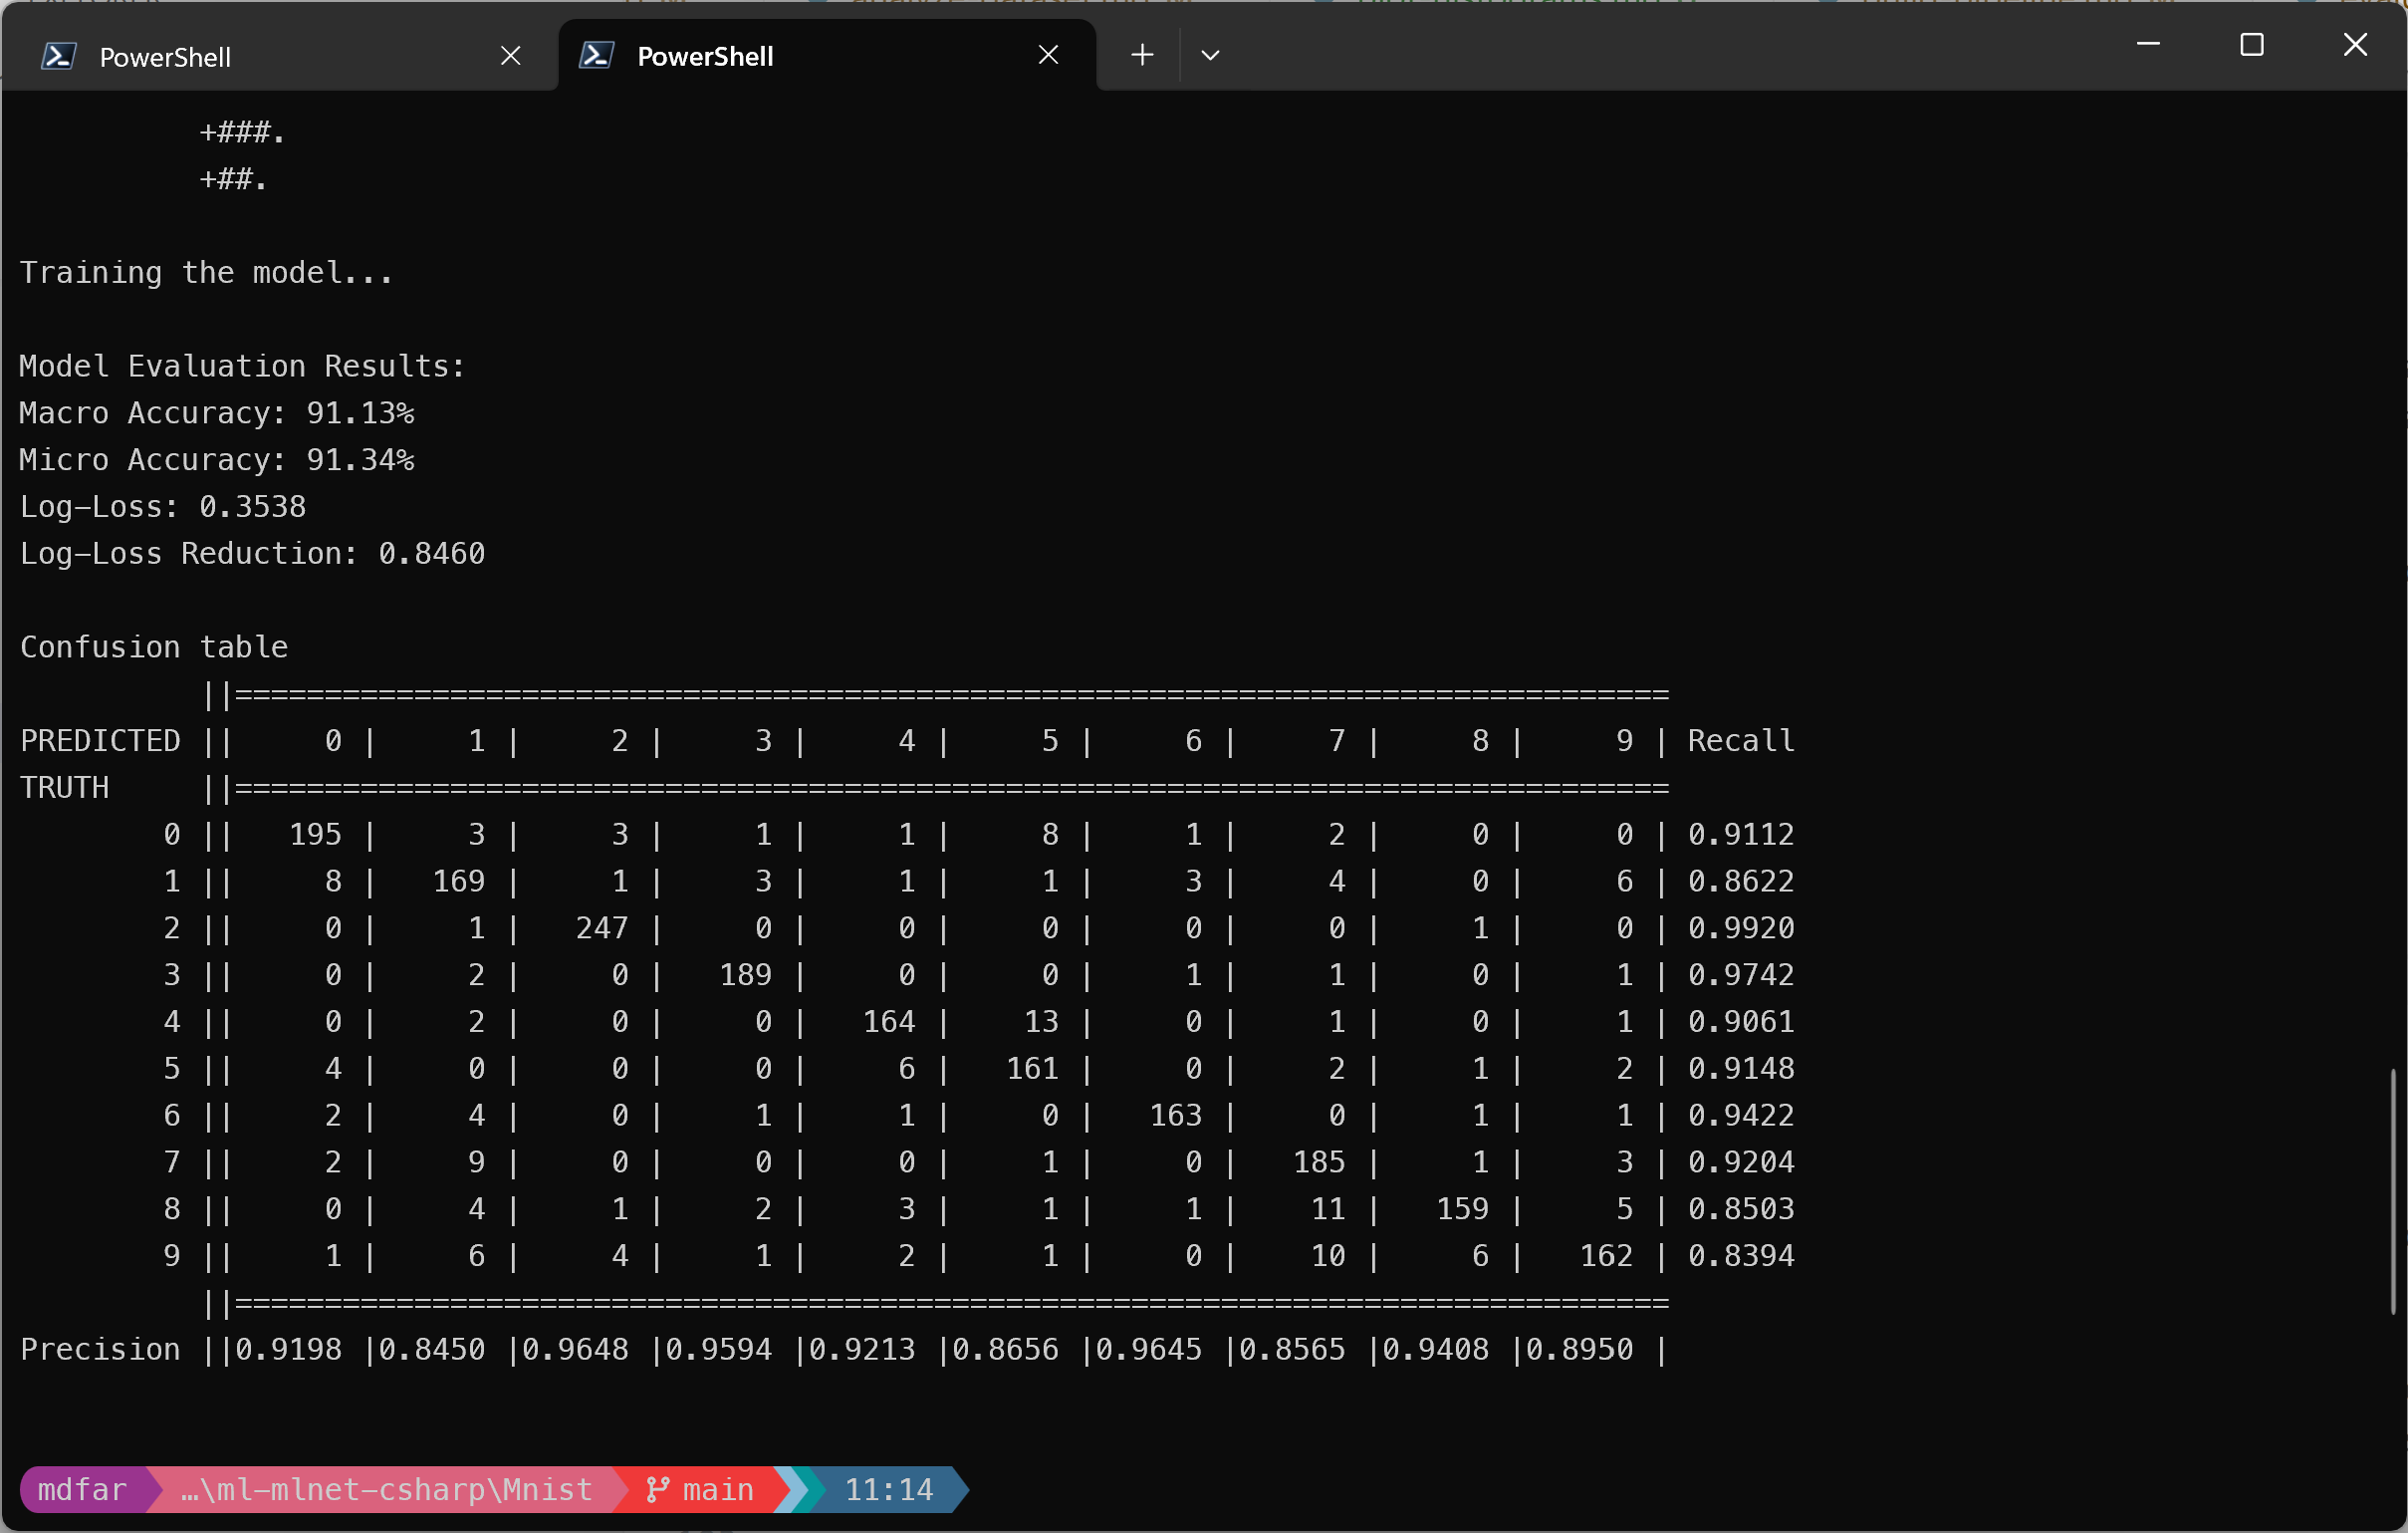 PowerShell PowerShell
+###.
+##.
Training the model...
Model Evaluation Results:
Macro Accuracy: 91.13%
Micro Accuracy: 91.34%
Log-Loss: 0.3538
Log-Loss Reduction: 0.8460
Confusion table
||================================================================================
PREDICTED || 0 | 1 | 2 | 3 | 4 | 5 | 6 | 7 | 8 | 9 | Recall
TRUTH ||================================================================================
0 || 195 | 3 | 3 | 1 | 1 | 8 | 1 | 2 | 0 | 0 | 0.9112
1 || 8 | 169 | 1 | 3 | 1 | 1 | 3 | 4 | 0 | 6 | 0.8622
2 || 0 | 1 | 247 | 0 | 0 | 0 | 0 | 0 | 1 | 0 | 0.9920
3 || 0 | 2 | 0 | 189 | 0 | 0 | 1 | 1 | 0 | 1 | 0.9742
4 || 0 | 2 | 0 | 0 | 164 | 13 | 0 | 1 | 0 | 1 | 0.9061
5 || 4 | 0 | 0 | 0 | 6 | 161 | 0 | 2 | 1 | 2 | 0.9148
6 || 2 | 4 | 0 | 1 | 1 | 0 | 163 | 0 | 1 | 1 | 0.9422
7 || 2 | 9 | 0 | 0 | 0 | 1 | 0 | 185 | 1 | 3 | 0.9204
8 || 0 | 4 | 1 | 2 | 3 | 1 | 1 | 11 | 159 | 5 | 0.8503
9 || 1 | 6 | 4 | 1 | 2 | 1 | 0 | 10 | 6 | 162 | 0.8394
||================================================================================
Precision ||0.9198 |0.8450 |0.9648 |0.9594 |0.9213 |0.8656 |0.9645 |0.8565 |0.9408 |0.8950 |
mdfar …\ml-mlnet-csharp\Mnist main 11:14